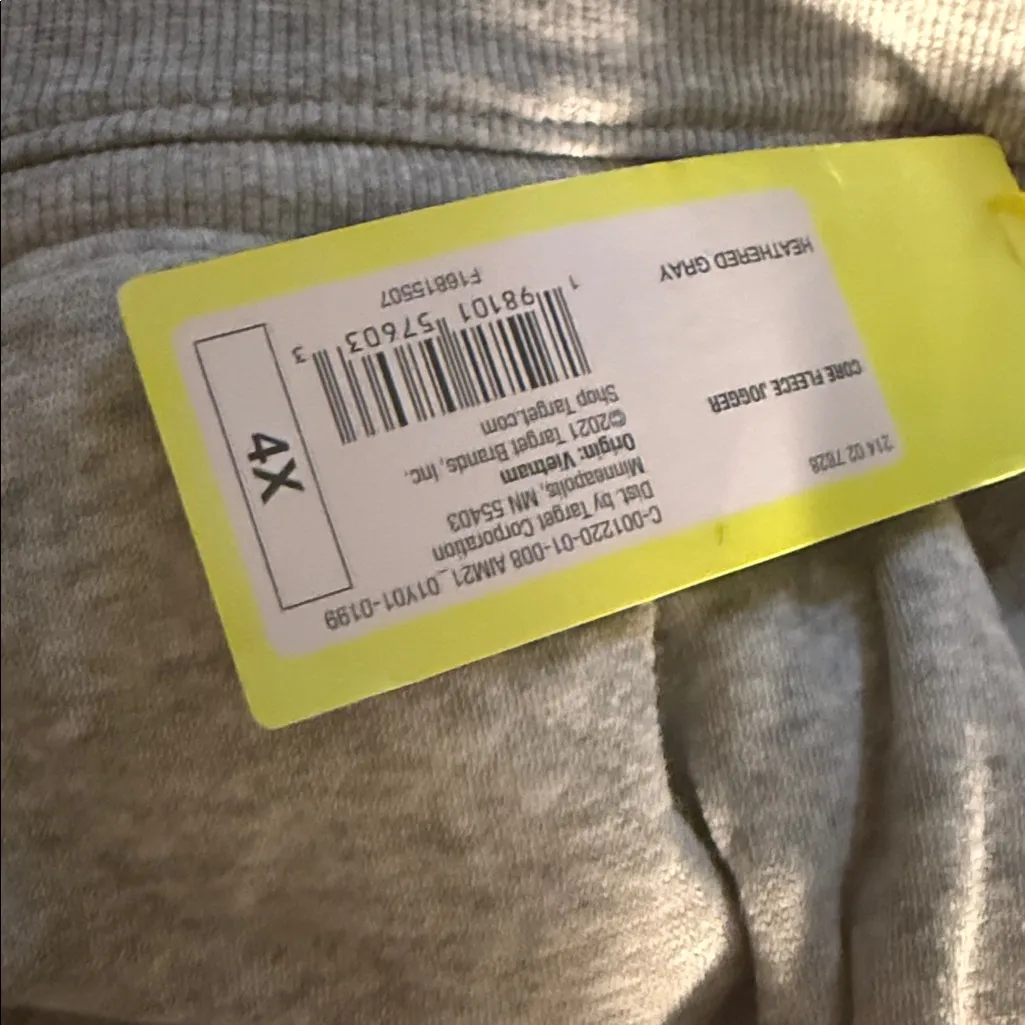 214 02 7828
CORE FLEECE JOGGER
HEATHERED GRAY
C-001220-01-008 AIM21_01Y01-0199
Dist. by Target Corporation
Minneapolis, MN 55403
Origin: Vietnam
©2021 Target Brands, Inc.
Shop Target.com
1 98101 57603 3
F16815507
4X